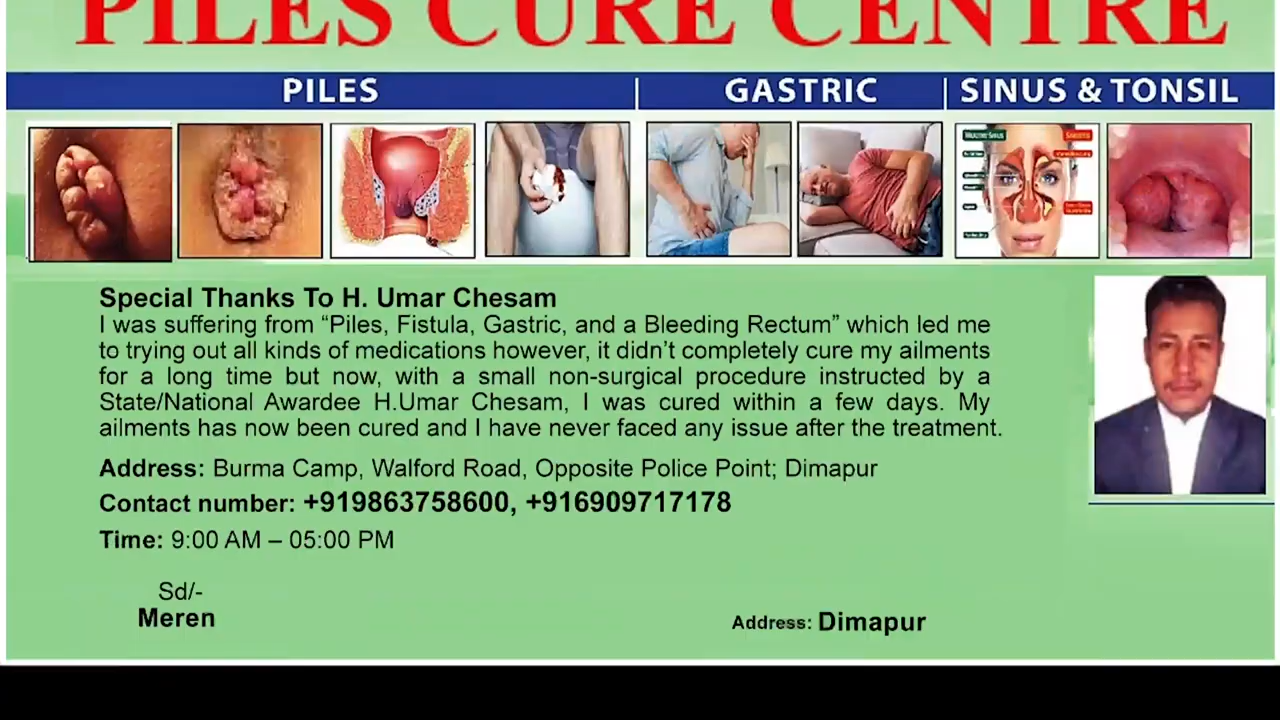 PILES CURE CENTRE
PILES | GASTRIC | SINUS & TONSIL
Special Thanks To H. Umar Chesam
I was suffering from “Piles, Fistula, Gastric, and a Bleeding Rectum” which led me
to trying out all kinds of medications however, it didn’t completely cure my ailments
for a long time but now, with a small non-surgical procedure instructed by a
State/National Awardee H.Umar Chesam, I was cured within a few days. My
ailments has now been cured and I have never faced any issue after the treatment.
Address: Burma Camp, Walford Road, Opposite Police Point; Dimapur
Contact number: +919863758600, +916909717178
Time: 9:00 AM – 05:00 PM
Sd/-
Meren
Address: Dimapur